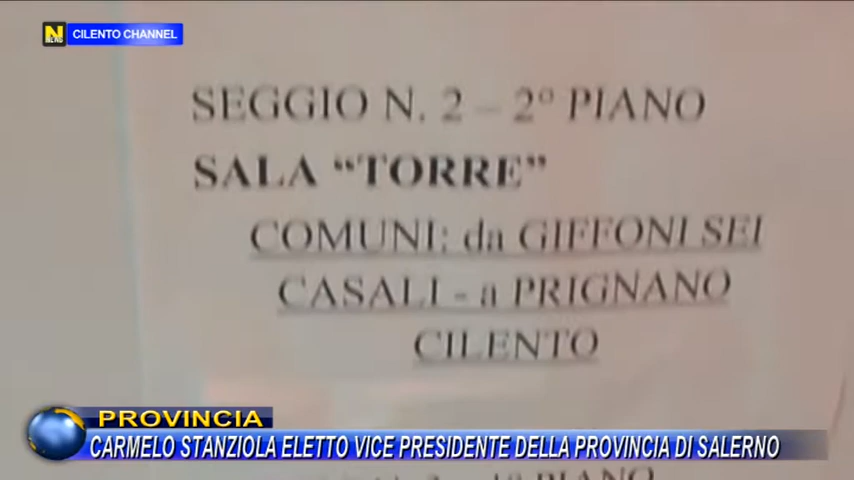 CILENTO CHANNEL
SEGGIO N. 2 – 2° PIANO
SALA “TORRE”
COMUNI: da GIFFONI SEI
CASALI - a PRIGNANO
CILENTO
PROVINCIA
CARMELO STANZIOLA ELETTO VICE PRESIDENTE DELLA PROVINCIA DI SALERNO